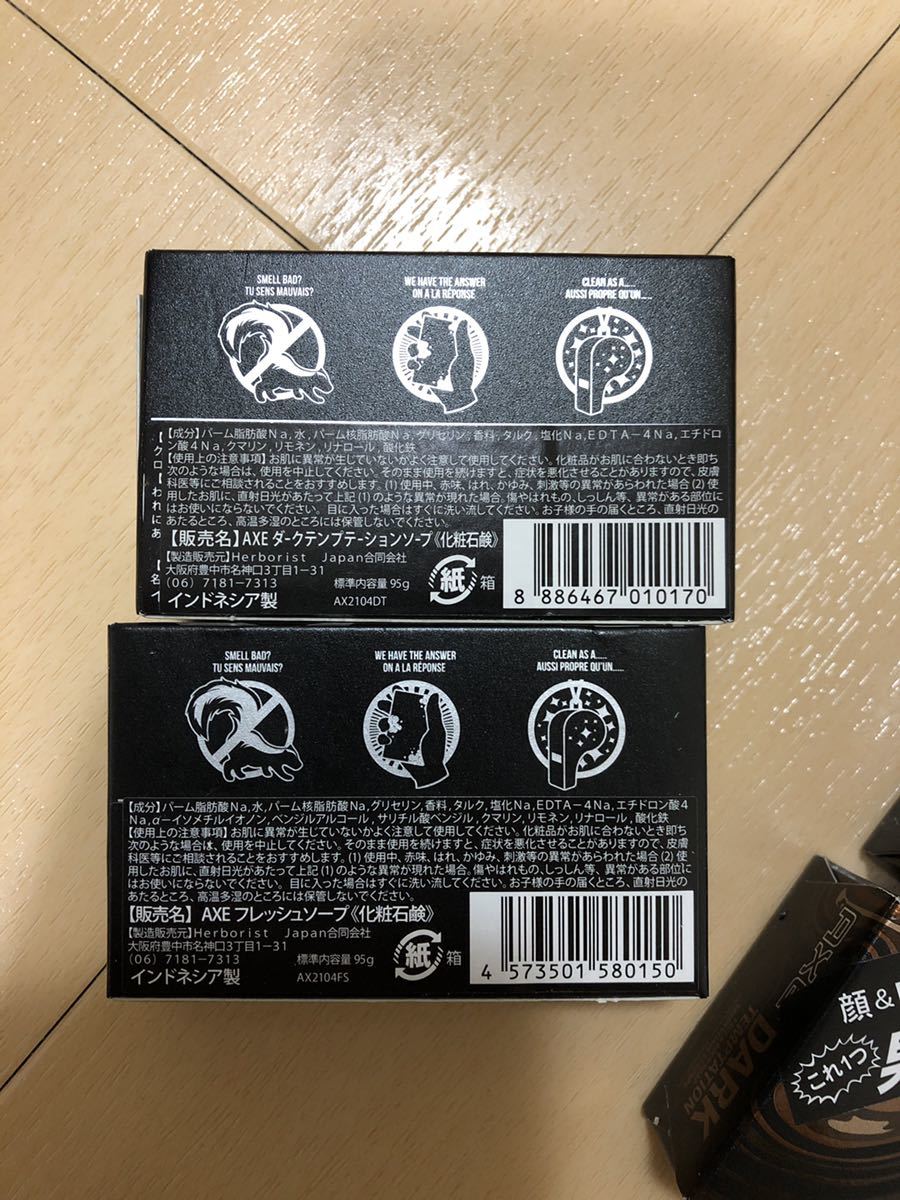 SMELL BAD?
TU SENS MAUVAIS?
WE HAVE THE ANSWER
ON A LA RÉPONSE
CLEAN AS A.....
AUSSI PROPRE QU'UN.....
【成分】パーム脂肪酸Na,水,パーム核脂肪酸Na,グリセリン,香料,タルク,塩化Na,EDTA－4Na,エチドロ
ン酸4Na,クマリン,リモネン,リナロール,酸化鉄
【使用上の注意事項】お肌に異常が生じていないかよく注意して使用してください。化粧品がお肌に合わないとき即ち
次のような場合は、使用を中止してください。そのまま使用を続けますと、症状を悪化させることがありますので、皮膚
科医等にご相談されることをおすすめします。(1)使用中、赤味、はれ、かゆみ、刺激等の異常があらわれた場合(2)使
用したお肌に、直射日光があたって上記(1)のような異常が現れた場合。傷やはれもの、しっしん等、異常がある部位に
はお使いにならないでください。目に入った場合はすぐに洗い流してください。お子様の手の届くところ、直射日光の
あたるところ、高温多湿のところには保管しないでください。
【販売名】AXE ダークテンプテーションソープ《化粧石鹸》
【製造販売元】Herborist Japan合同会社
大阪府豊中市名神口3丁目1－31
(06) 7181-7313
標準内容量 95g
インドネシア製
AX2104DT
紙
箱
8 886467 010170
SMELL BAD?
TU SENS MAUVAIS?
WE HAVE THE ANSWER
ON A LA RÉPONSE
CLEAN AS A.....
AUSSI PROPRE QU'UN.....
【成分】パーム脂肪酸Na,水,パーム核脂肪酸Na,グリセリン,香料,タルク,塩化Na,EDTA－4Na,エチドロン酸4
Na,α－イソメチルイオノン,ベンジルアルコール,サリチル酸ベンジル,クマリン,リモネン,リナロール,酸化鉄
【使用上の注意事項】お肌に異常が生じていないかよく注意して使用してください。化粧品がお肌に合わないとき即ち
次のような場合は、使用を中止してください。そのまま使用を続けますと、症状を悪化させることがありますので、皮膚
科医等にご相談されることをおすすめします。(1)使用中、赤味、はれ、かゆみ、刺激等の異常があらわれた場合(2)使
用したお肌に、直射日光があたって上記(1)のような異常が現れた場合。傷やはれもの、しっしん等、異常がある部位に
はお使いにならないでください。目に入った場合はすぐに洗い流してください。お子様の手の届くところ、直射日光の
あたるところ、高温多湿のところには保管しないでください。
【販売名】AXE フレッシュソープ《化粧石鹸》
【製造販売元】Herborist Japan合同会社
大阪府豊中市名神口3丁目1－31
(06) 7181-7313
標準内容量 95g
インドネシア製
AX2104FS
紙
箱
4 573501 580150
AXE
DARK
TEMPTATION
顔&
これ1つ